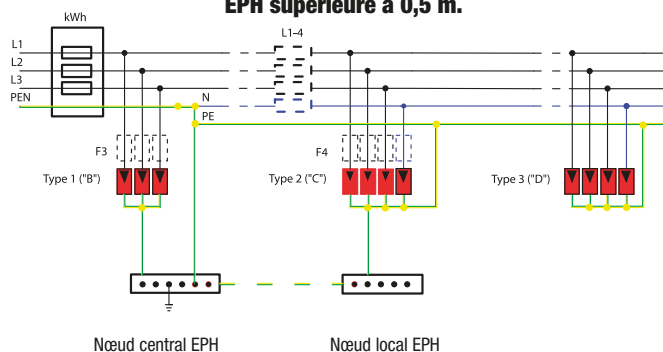 EPH supérieure à 0,5 m.
kWh
L1-4
L1
L2
L3
PEN
N
PE
F3
F4
Type 1 ("B")
Type 2 ("C")
Type 3 ("D")
Nœud central EPH
Nœud local EPH